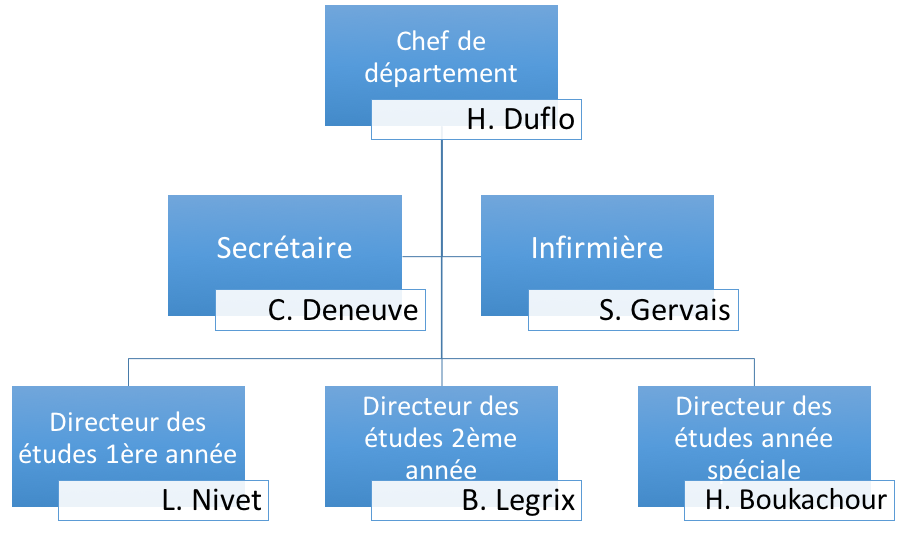 Chef de
département
H. Duflo
Secrétaire
C. Deneuve
Infirmière
S. Gervais
Directeur des
études 1ère année
L. Nivet
Directeur des
études 2ème
année
B. Legrix
Directeur des
études année
spéciale
H. Boukachour